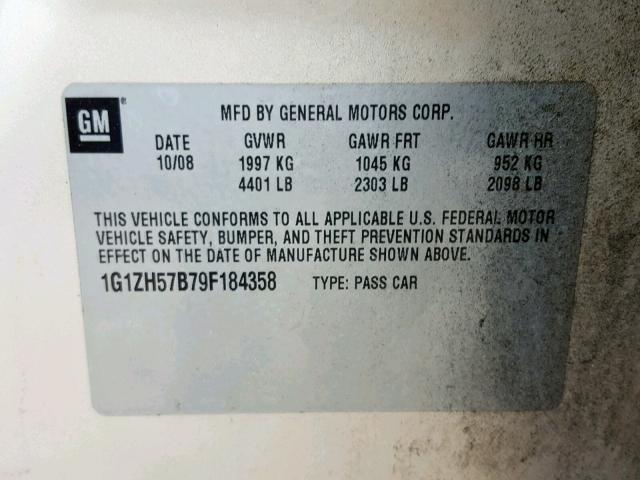 GM®
MFD BY GENERAL MOTORS CORP.
DATE GVWR GAWR FRT GAWR RR
10/08 1997 KG 1045 KG 952 KG
4401 LB 2303 LB 2098 LB
THIS VEHICLE CONFORMS TO ALL APPLICABLE U.S. FEDERAL MOTOR
VEHICLE SAFETY, BUMPER, AND THEFT PREVENTION STANDARDS IN
EFFECT ON THE DATE OF MANUFACTURE SHOWN ABOVE.
1G1ZH57B79F184358 TYPE: PASS CAR